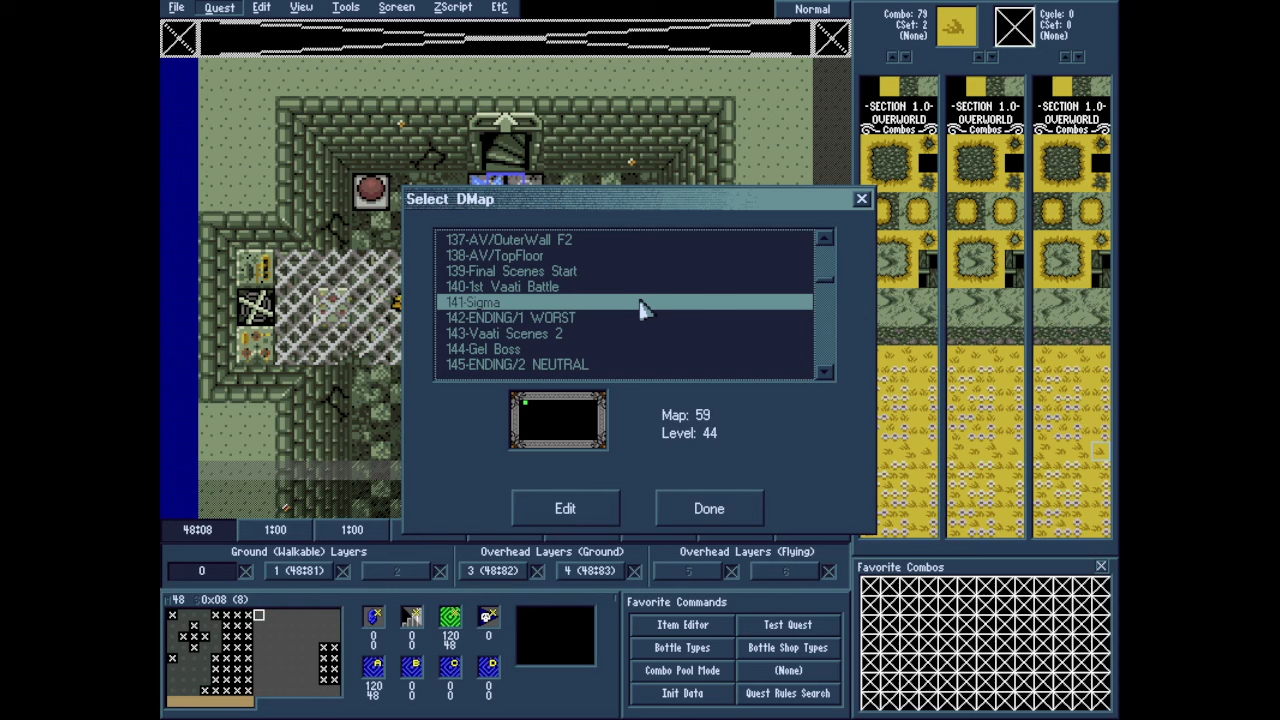 File Quest Edit View Tools Screen ZScript EtC
Normal
Combo: 79
CSet: 2
(None)
Cycle: 0
CSet: 0
(None)
-SECTION 1.0-
OVERWORLD
Combos
-SECTION 1.0-
OVERWORLD
Combos
-SECTION 1.0-
OVERWORLD
Combos
Select DMap
137-AV/OuterWall F2
138-AV/TopFloor
139-Final Scenes Start
140-1st Vaati Battle
141-Sigma
142-ENDING/1 WORST
143-Vaati Scenes 2
144-Gel Boss
145-ENDING/2 NEUTRAL
Map: 59
Level: 44
Edit
Done
48:08
1:00
1:00
Ground (Walkable) Layers
Overhead Layers (Ground)
Overhead Layers (Flying)
0
1 (48:81)
2
3 (48:82)
4 (48:83)
5
6
48
0x08 (8)
0
0
0
0
120
48
0
A
B
C
D
120
48
0
0
0
0
0
0
Favorite Commands
Item Editor
Test Quest
Bottle Types
Bottle Shop Types
Combo Pool Mode
(None)
Init Data
Quest Rules Search
Favorite Combos